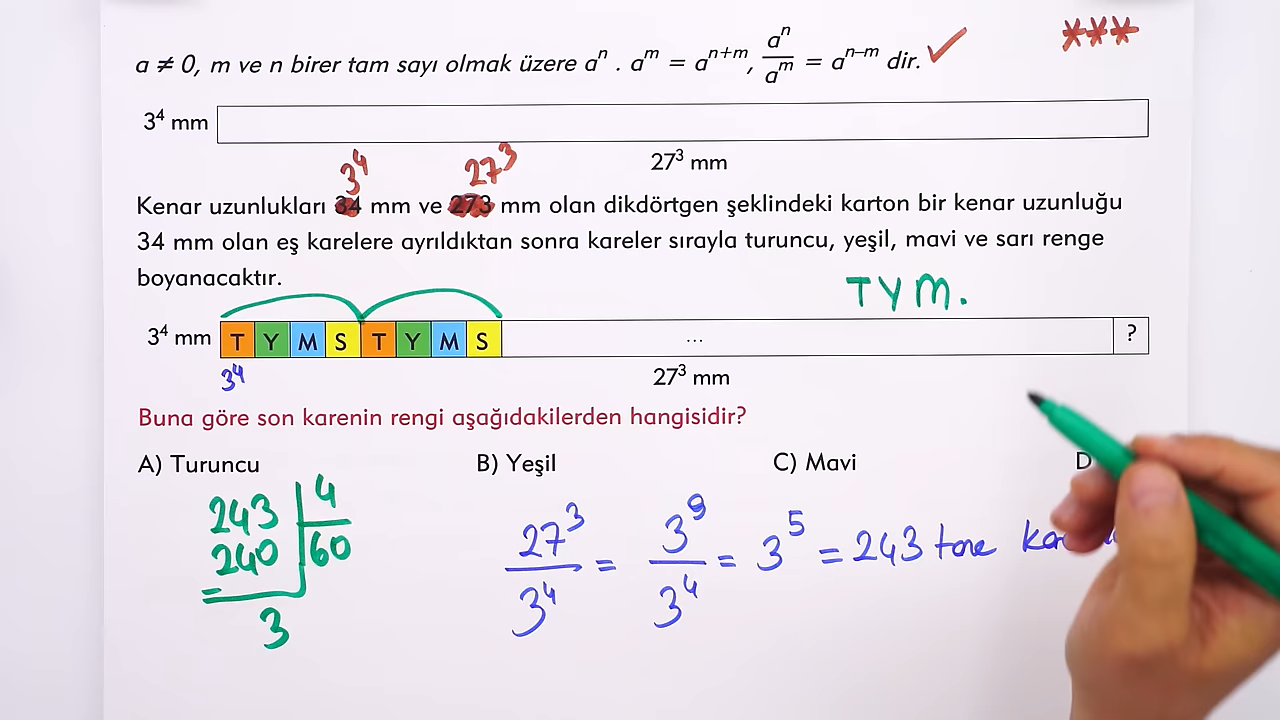 a ≠ 0, m ve n birer tam sayı olmak üzere aⁿ . aᵐ = aⁿ⁺ᵐ, aⁿ/aᵐ = aⁿ⁻ᵐ dir. ✓ ***
3⁴ mm
27³ mm
3⁴ 27³
Kenar uzunlukları 34 mm ve 273 mm olan dikdörtgen şeklindeki karton bir kenar uzunluğu
34 mm olan eş karelere ayrıldıktan sonra kareler sırayla turuncu, yeşil, mavi ve sarı renge
boyanacaktır.
T Y M .
3⁴ mm T Y M S T Y M S ... ?
3⁴ 27³ mm
Buna göre son karenin rengi aşağıdakilerden hangisidir?
A) Turuncu B) Yeşil C) Mavi D
243 4
240 60
3
27³/3⁴ = 3⁹/3⁴ = 3⁵ = 243 tane